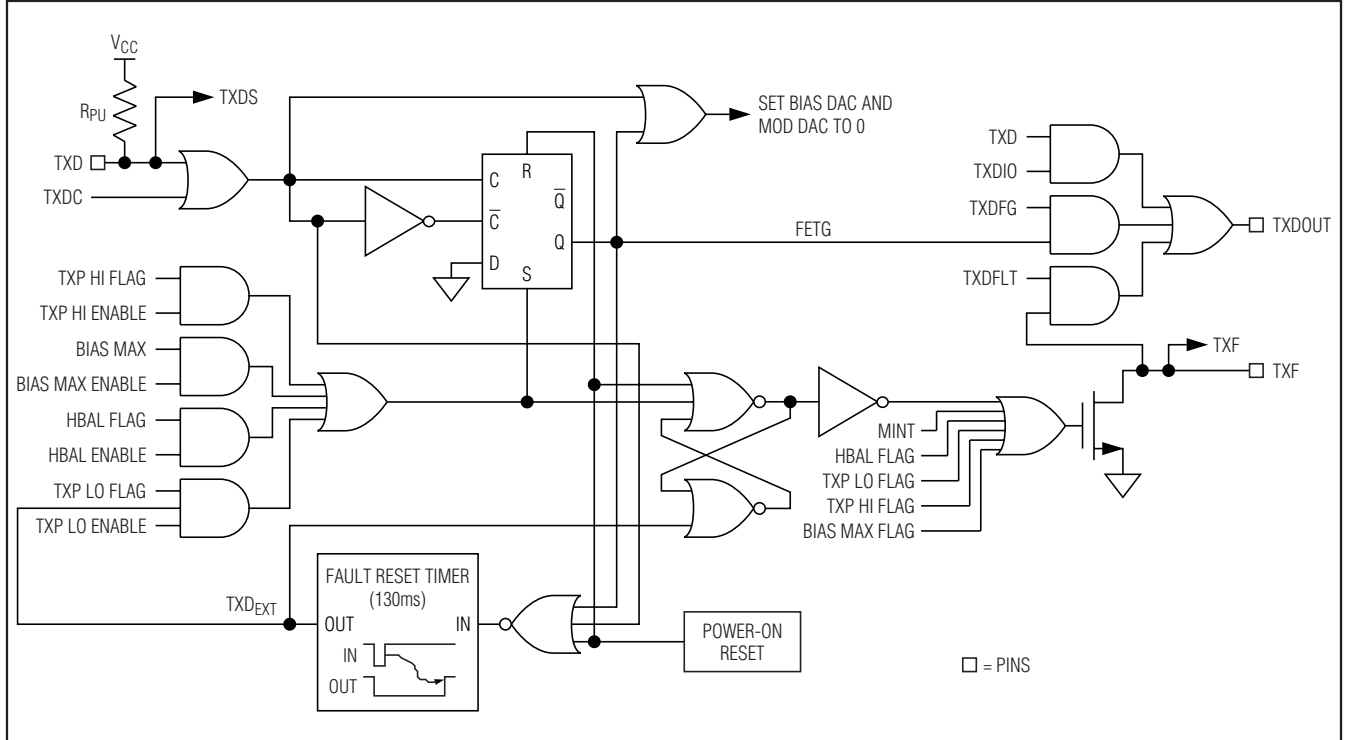 VCC
RPU
TXDS
TXD
TXDC
SET BIAS DAC AND
MOD DAC TO 0
C
R
Q̅
C̅
Q
D
S
FETG
TXD
TXDIO
TXDFG
TXDFLT
TXDOUT
TXP HI FLAG
TXP HI ENABLE
BIAS MAX
BIAS MAX ENABLE
HBAL FLAG
HBAL ENABLE
TXP LO FLAG
TXP LO ENABLE
TXF
TXF
MINT
HBAL FLAG
TXP LO FLAG
TXP HI FLAG
BIAS MAX FLAG
TXDEXT
FAULT RESET TIMER
(130ms)
OUT
IN
IN
OUT
POWER-ON
RESET
= PINS